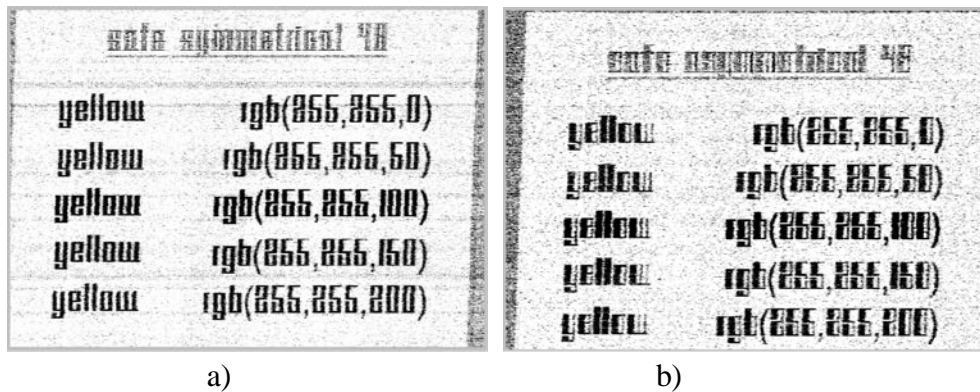 symmetrical
yellow rgb(255,255,0)
yellow rgb(255,255,50)
yellow rgb(255,255,100)
yellow rgb(255,255,150)
yellow rgb(255,255,200)
a)
asymmetrical
yellow rgb(255,255,0)
yellow rgb(255,255,50)
yellow rgb(255,255,100)
yellow rgb(255,255,150)
yellow rgb(255,255,200)
b)